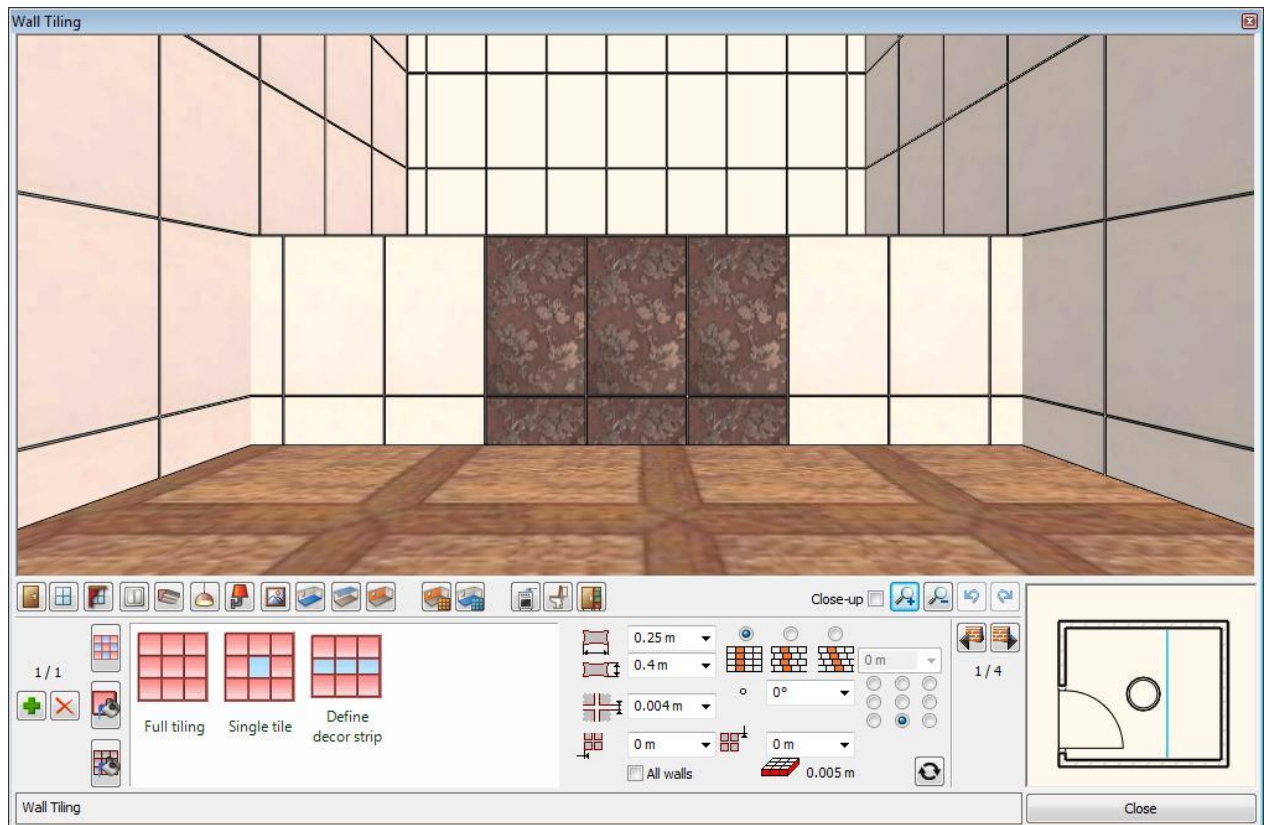 Wall Tiling
Close-up
1 / 1
Full tiling
Single tile
Define
decor strip
0.25 m
0.4 m
0.004 m
0 m
All walls
0 m
0°
0 m
0.005 m
1 / 4
Wall Tiling
Close